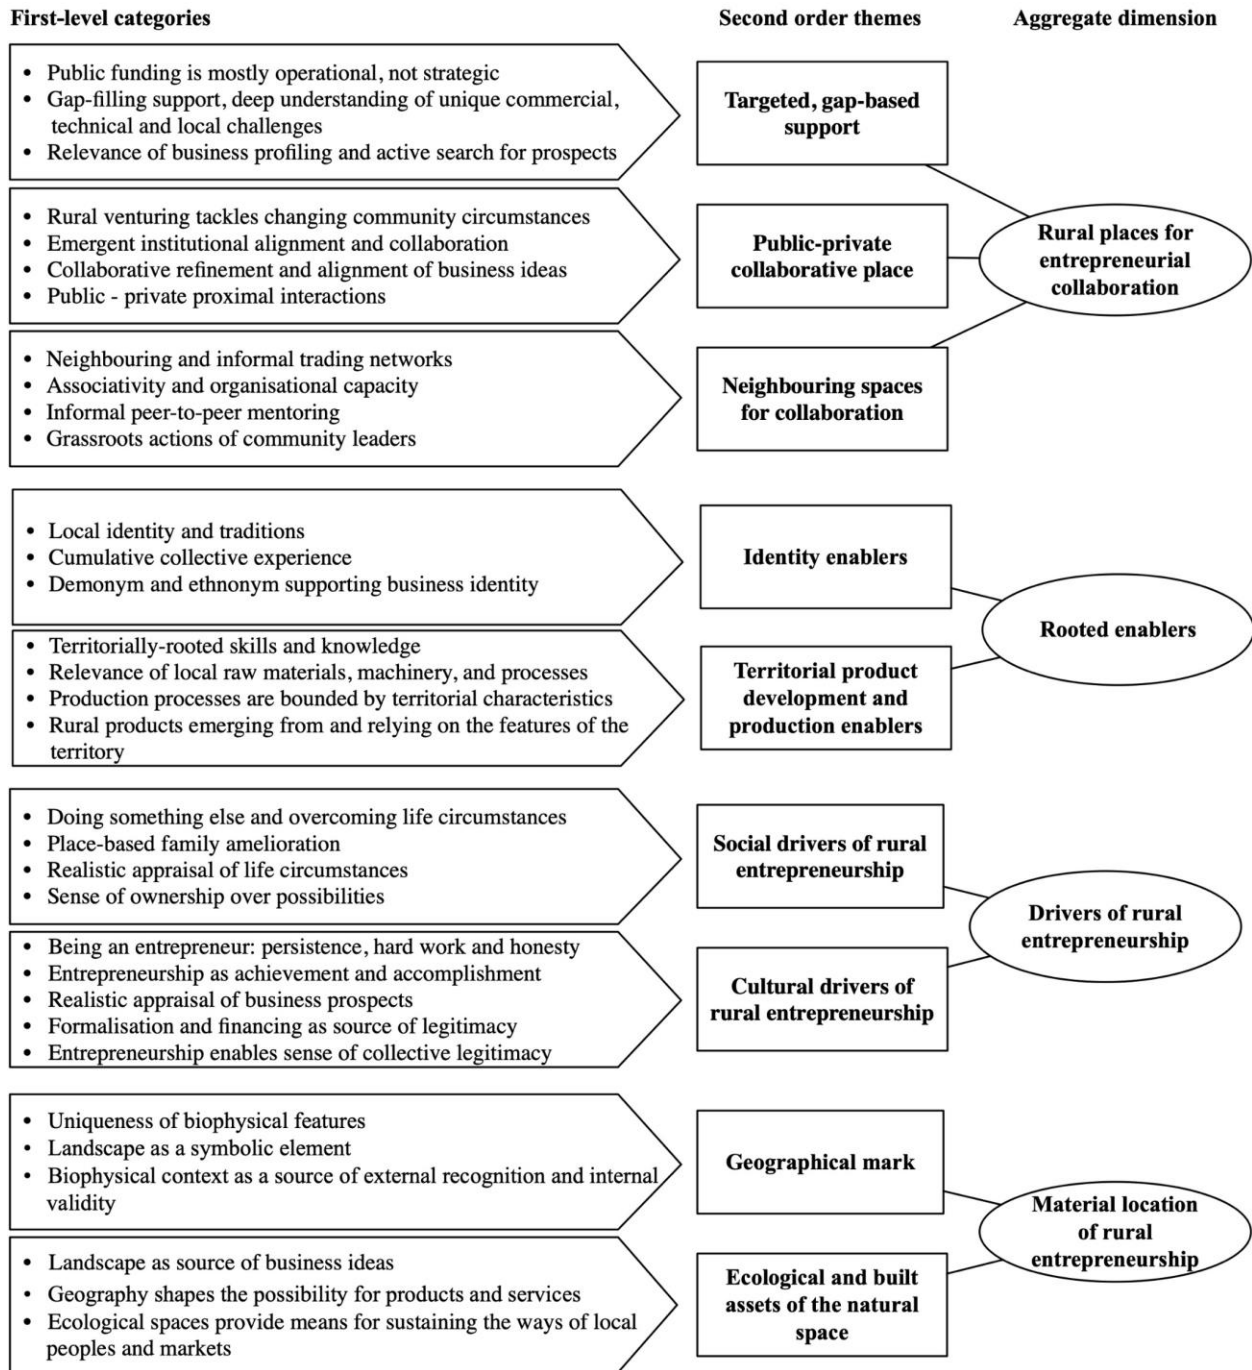 First-level categories
Second order themes
Aggregate dimension
• Public funding is mostly operational, not strategic
• Gap-filling support, deep understanding of unique commercial,
technical and local challenges
• Relevance of business profiling and active search for prospects
Targeted, gap-based
support
• Rural venturing tackles changing community circumstances
• Emergent institutional alignment and collaboration
• Collaborative refinement and alignment of business ideas
• Public - private proximal interactions
Public-private
collaborative place
• Neighbouring and informal trading networks
• Associativity and organisational capacity
• Informal peer-to-peer mentoring
• Grassroots actions of community leaders
Neighbouring spaces
for collaboration
Rural places for
entrepreneurial
collaboration
• Local identity and traditions
• Cumulative collective experience
• Demonym and ethnonym supporting business identity
Identity enablers
• Territorially-rooted skills and knowledge
• Relevance of local raw materials, machinery, and processes
• Production processes are bounded by territorial characteristics
• Rural products emerging from and relying on the features of the
territory
Territorial product
development and
production enablers
Rooted enablers
• Doing something else and overcoming life circumstances
• Place-based family amelioration
• Realistic appraisal of life circumstances
• Sense of ownership over possibilities
Social drivers of rural
entrepreneurship
• Being an entrepreneur: persistence, hard work and honesty
• Entrepreneurship as achievement and accomplishment
• Realistic appraisal of business prospects
• Formalisation and financing as source of legitimacy
• Entrepreneurship enables sense of collective legitimacy
Cultural drivers of
rural entrepreneurship
Drivers of rural
entrepreneurship
• Uniqueness of biophysical features
• Landscape as a symbolic element
• Biophysical context as a source of external recognition and internal
validity
Geographical mark
• Landscape as source of business ideas
• Geography shapes the possibility for products and services
• Ecological spaces provide means for sustaining the ways of local
peoples and markets
Ecological and built
assets of the natural
space
Material location
of rural
entrepreneurship